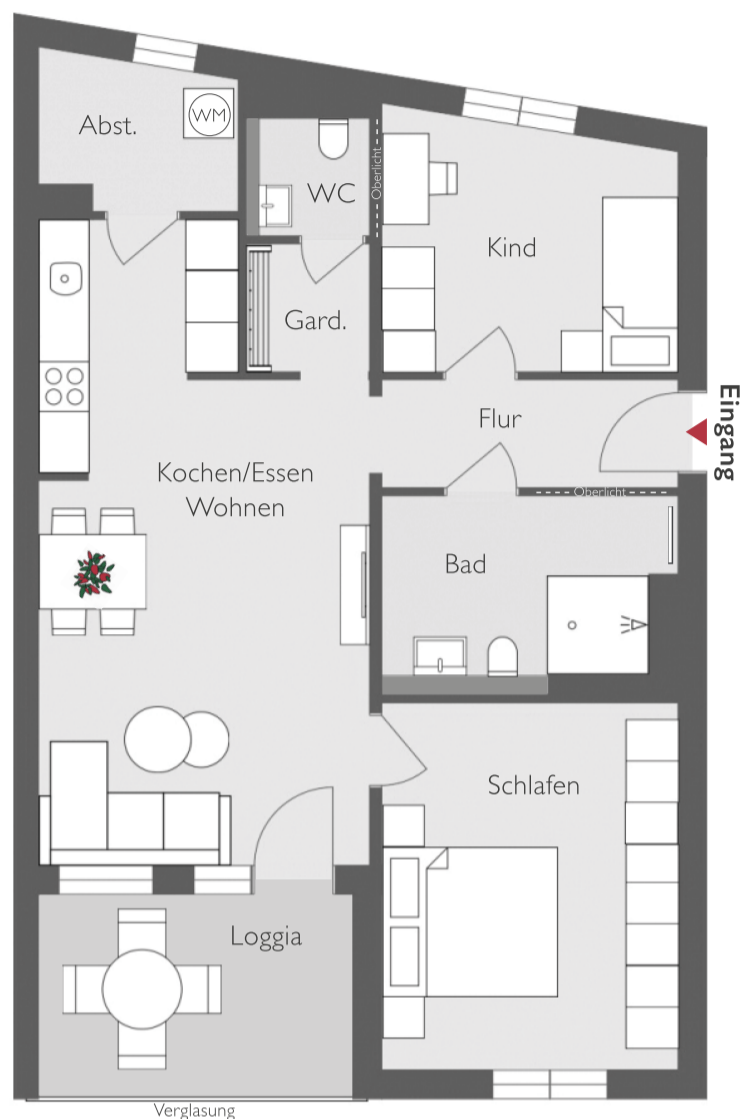 Abst.
WM
WC
Oberlicht
Kind
Gard.
Eingang
Flur
Kochen/Essen
Wohnen
Oberlicht
Bad
Schlafen
Loggia
Verglasung